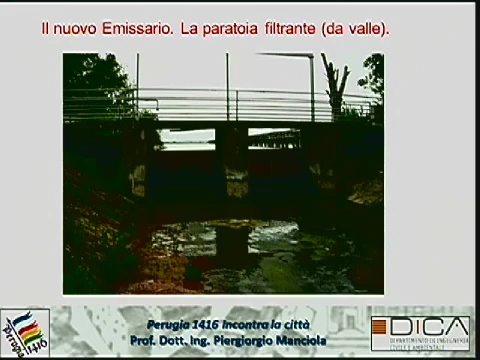 Il nuovo Emissario. La paratoia filtrante (da valle).
Perugia 1416 incontra la città
Prof. Dott. Ing. Piergiorgio Manciola
Perugia 1416
DICA
DIPARTIMENTO DI INGEGNERIA
CIVILE E AMBIENTALE